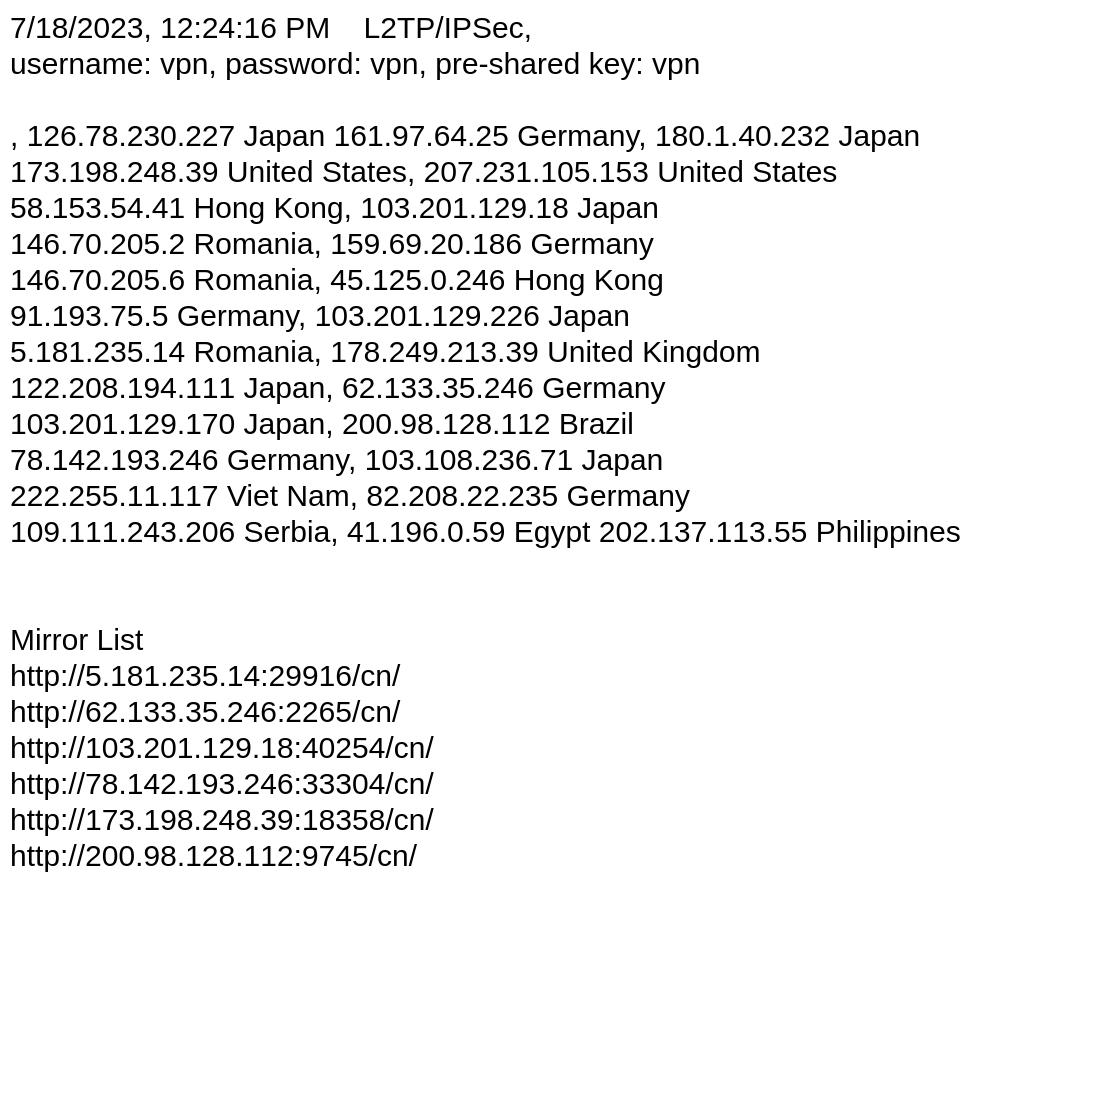 7/18/2023, 12:24:16 PM    L2TP/IPSec,
username: vpn, password: vpn, pre-shared key: vpn
, 126.78.230.227 Japan 161.97.64.25 Germany, 180.1.40.232 Japan
173.198.248.39 United States, 207.231.105.153 United States
58.153.54.41 Hong Kong, 103.201.129.18 Japan
146.70.205.2 Romania, 159.69.20.186 Germany
146.70.205.6 Romania, 45.125.0.246 Hong Kong
91.193.75.5 Germany, 103.201.129.226 Japan
5.181.235.14 Romania, 178.249.213.39 United Kingdom
122.208.194.111 Japan, 62.133.35.246 Germany
103.201.129.170 Japan, 200.98.128.112 Brazil
78.142.193.246 Germany, 103.108.236.71 Japan
222.255.11.117 Viet Nam, 82.208.22.235 Germany
109.111.243.206 Serbia, 41.196.0.59 Egypt 202.137.113.55 Philippines
Mirror List
http://5.181.235.14:29916/cn/
http://62.133.35.246:2265/cn/
http://103.201.129.18:40254/cn/
http://78.142.193.246:33304/cn/
http://173.198.248.39:18358/cn/
http://200.98.128.112:9745/cn/